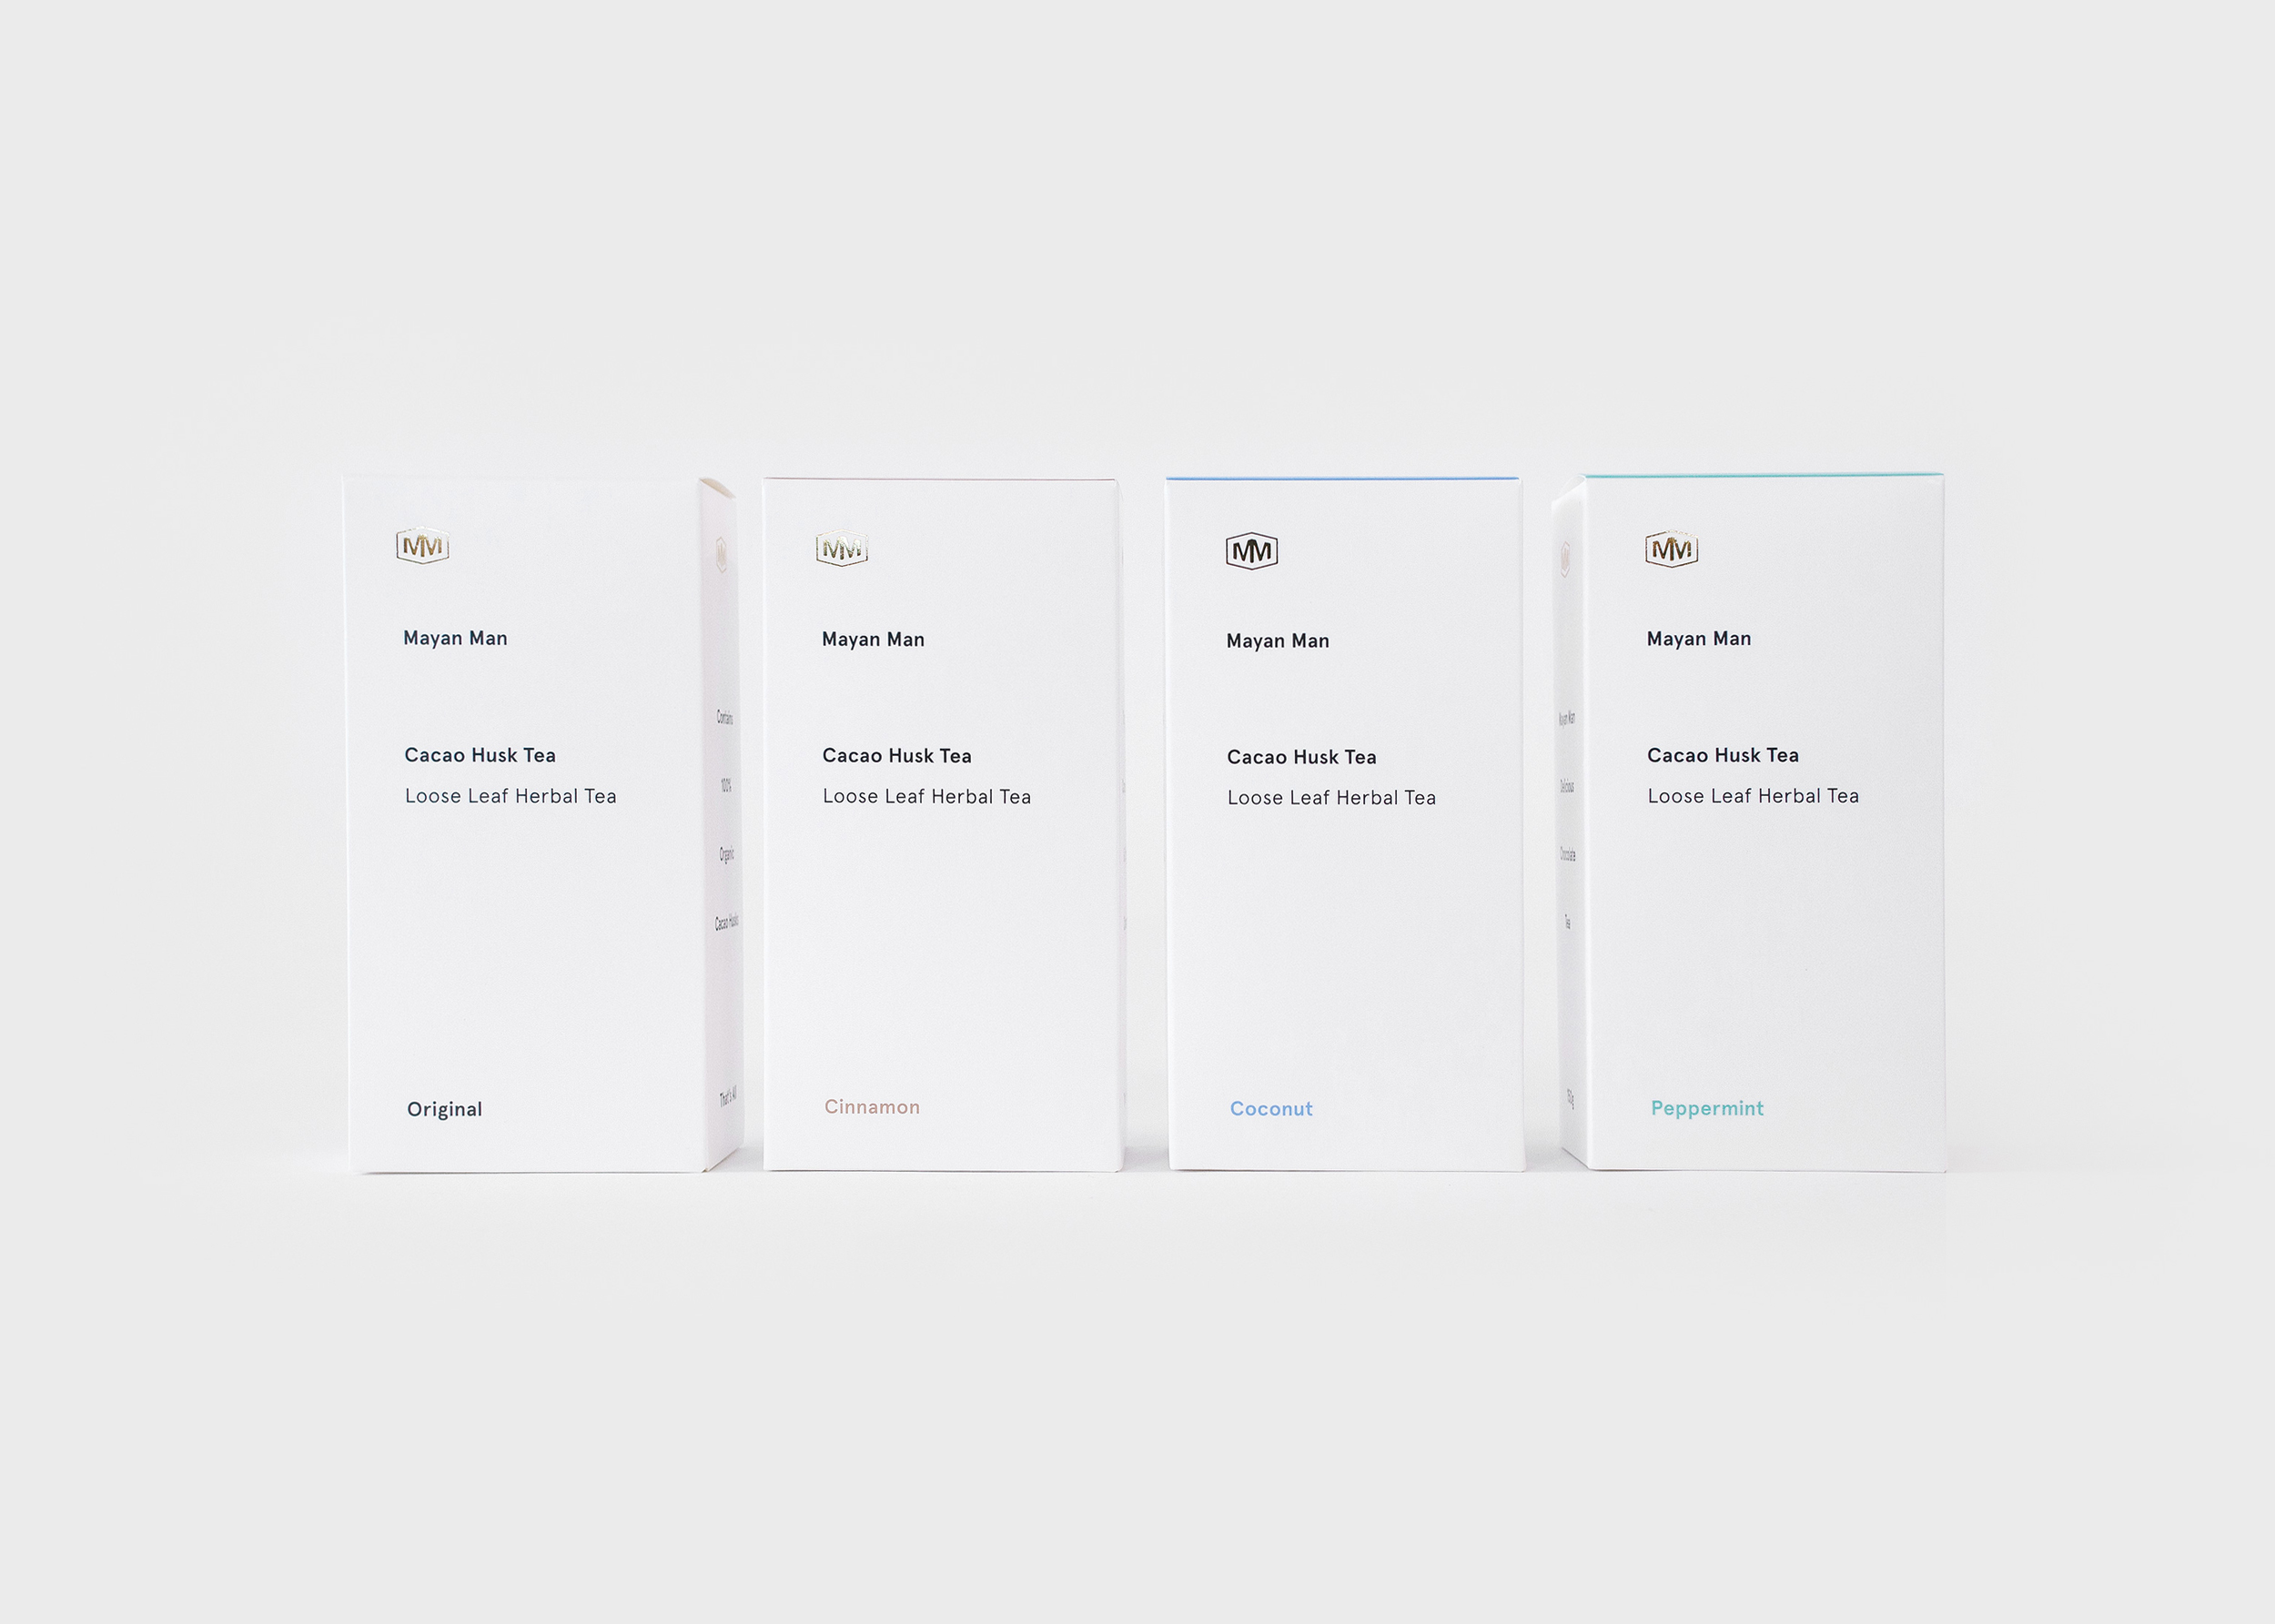 MM
Mayan Man
Cacao Husk Tea
Loose Leaf Herbal Tea
Original
Contains
100%
Organic
Cacao Husks
That's All
MM
Mayan Man
Cacao Husk Tea
Loose Leaf Herbal Tea
Cinnamon
MM
Mayan Man
Cacao Husk Tea
Loose Leaf Herbal Tea
Coconut
Mayan Man
Delicious
Chocolate
Tea
MM
Mayan Man
Cacao Husk Tea
Loose Leaf Herbal Tea
Peppermint